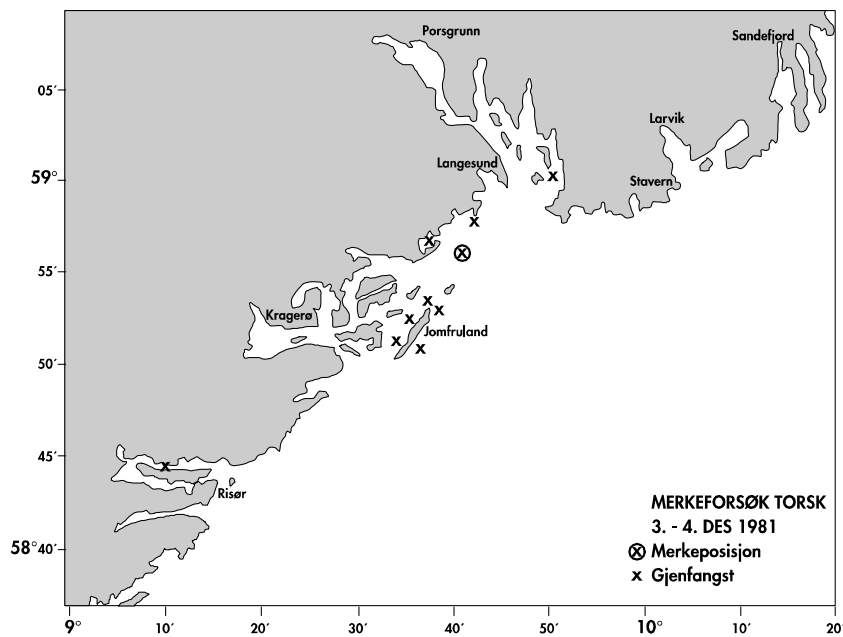 Porsgrunn
Sandefjord
05´
Larvik
Langesund
59°
Stavern
55´
Kragerø
Jomfruland
50´
45´
Risør
MERKEFORSØK TORSK
3. - 4. DES 1981
58° 40´
Merkeposisjon
x Gjenfangst
9° 10´ 20´ 30´ 40´ 50´ 10° 10´ 20´